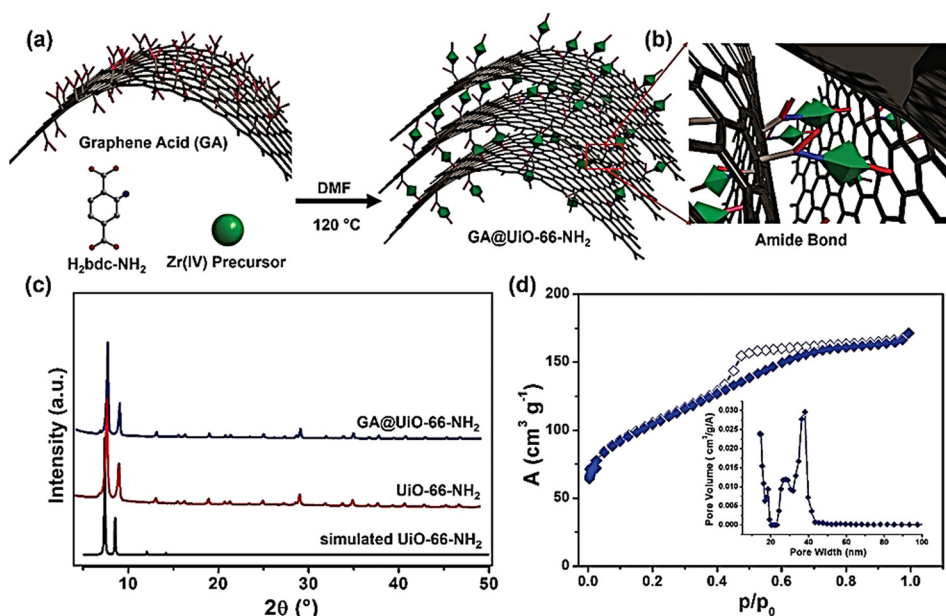 (a)
Graphene Acid (GA)
H₂bdc-NH₂
Zr(IV) Precursor
DMF
120 °C
GA@UiO-66-NH₂
(b)
Amide Bond
(c)
Intensity (a.u.)
GA@UiO-66-NH₂
UiO-66-NH₂
simulated UiO-66-NH₂
10 20 30 40 50
2θ (°)
(d)
A (cm³ g⁻¹)
200
150
100
50
0
0.0 0.2 0.4 0.6 0.8 1.0
p/p₀
Pore Volume ( cm³/g/A)
0.030
0.025
0.020
0.015
0.010
0.005
0.000
20 40 60 80 100
Pore Width (nm)